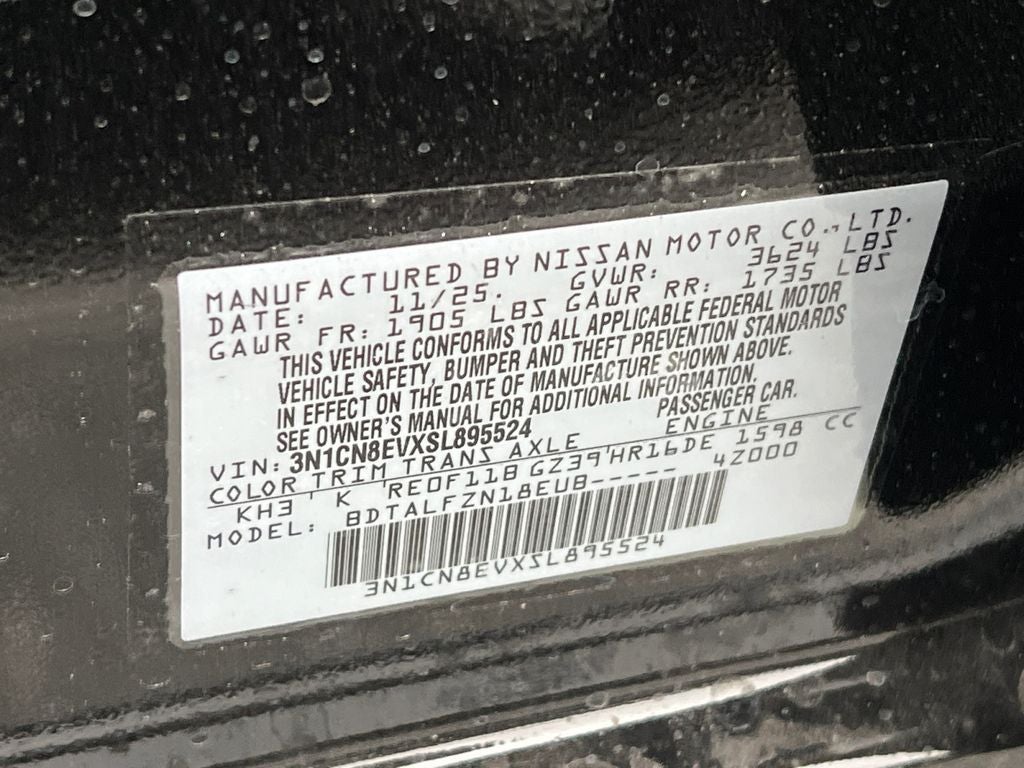 MANUFACTURED BY NISSAN MOTOR CO.,LTD.
DATE: 11/25. GVWR: 3624 LBS
GAWR FR: 1905 LBS GAWR RR: 1735 LBS
THIS VEHICLE CONFORMS TO ALL APPLICABLE FEDERAL MOTOR
VEHICLE SAFETY, BUMPER AND THEFT PREVENTION STANDARDS
IN EFFECT ON THE DATE OF MANUFACTURE SHOWN ABOVE.
SEE OWNER'S MANUAL FOR ADDITIONAL INFORMATION.
VIN: 3N1CN8EVXSL895524 PASSENGER CAR.
COLOR TRIM TRANS AXLE ENGINE
KH3 ' K REOF11B GZ39'HR16DE 1598 CC
MODEL: BDTALFZN18EUB----- 4Z000
3N1CN8EVXSL895524